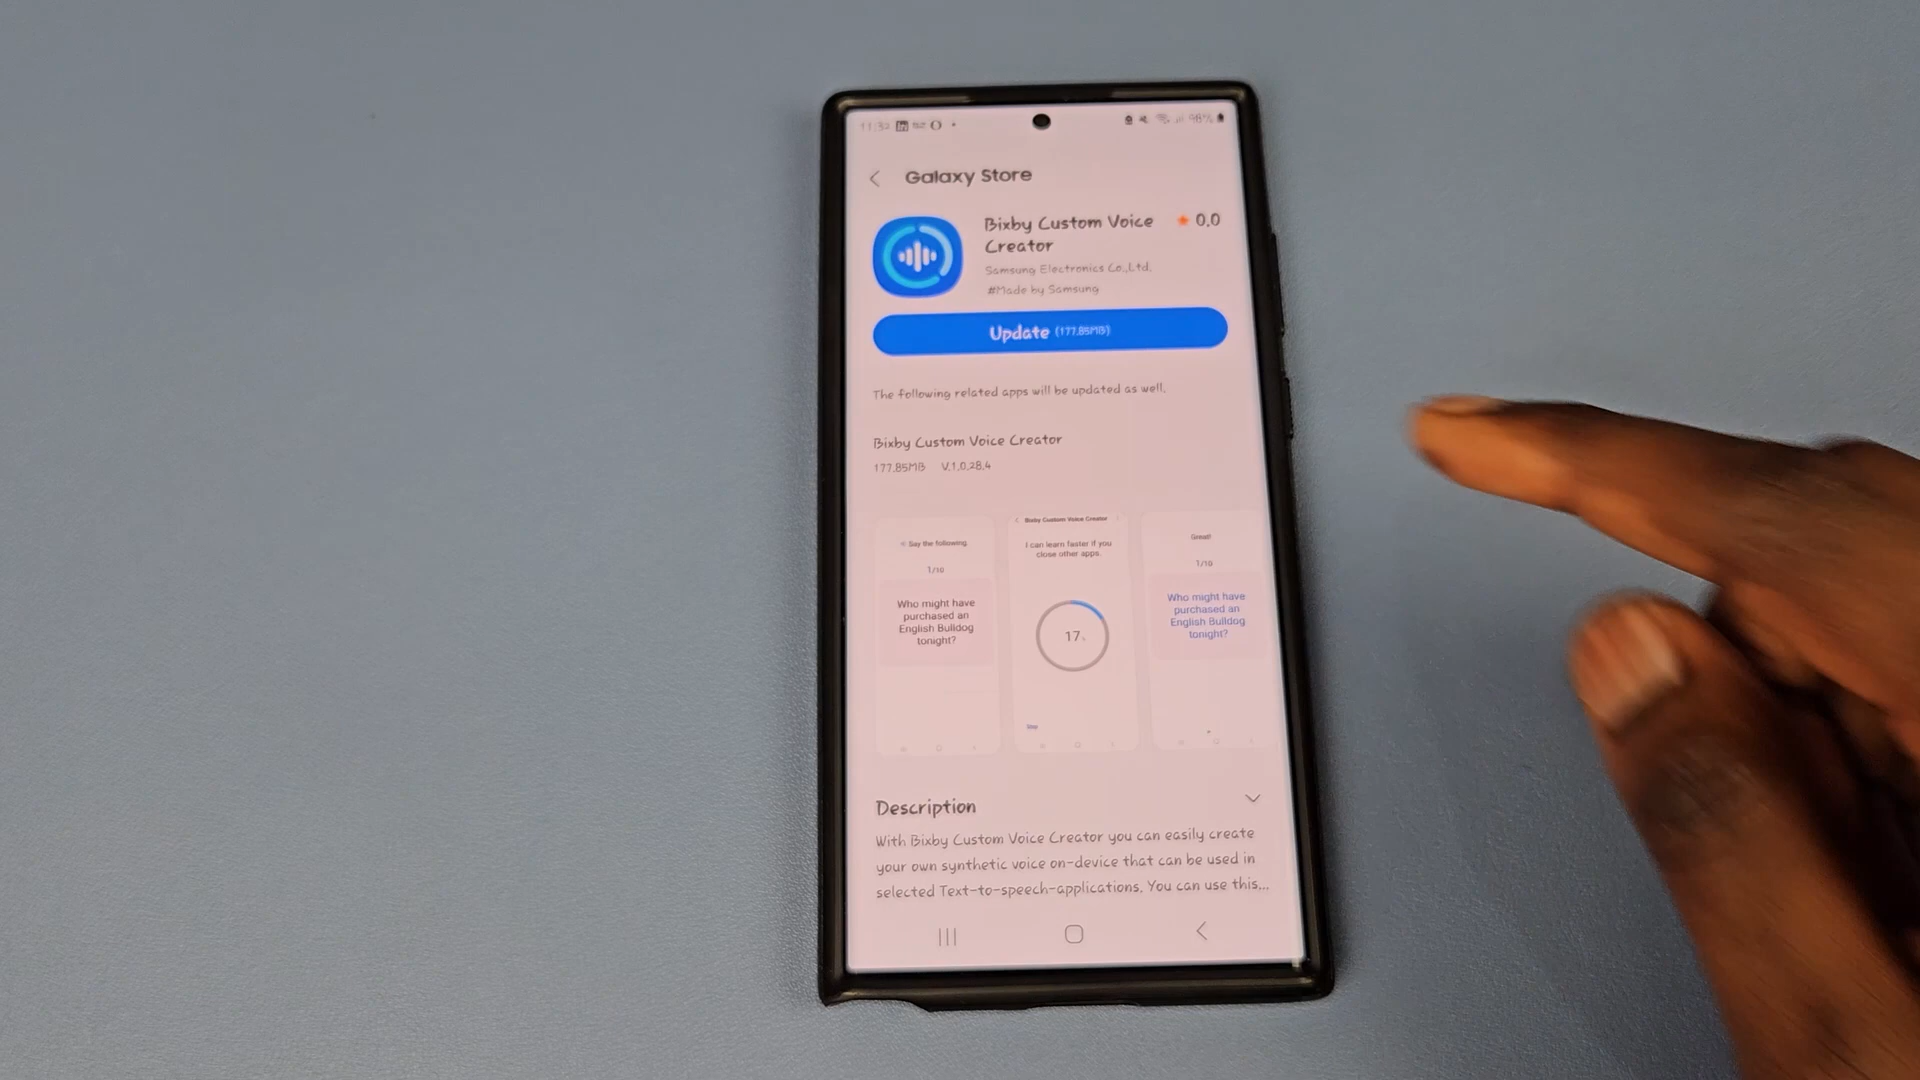 11:32
98%
Galaxy Store
Bixby Custom Voice
Creator
0.0
Samsung Electronics Co.,Ltd.
#Made by Samsung
Update (177.85MB)
The following related apps will be updated as well.
Bixby Custom Voice Creator
177.85MB V.1.0.28.4
Say the following.
1/10
Who might have
purchased an
English Bulldog
tonight?
Bixby Custom Voice Creator
I can learn faster if you
close other apps.
17%
Stop
Great!
1/10
Who might have
purchased an
English Bulldog
tonight?
Description
With Bixby Custom Voice Creator you can easily create
your own synthetic voice on-device that can be used in
selected Text-to-speech-applications. You can use this...